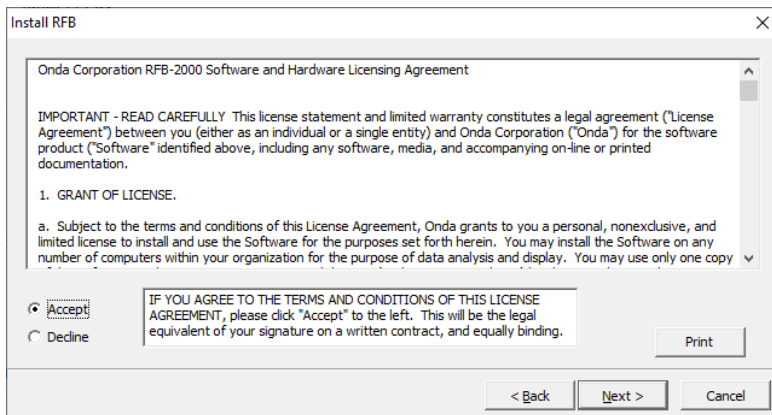 Install RFB
Onda Corporation RFB-2000 Software and Hardware Licensing Agreement
IMPORTANT - READ CAREFULLY  This license statement and limited warranty constitutes a legal agreement ("License
Agreement") between you (either as an individual or a single entity) and Onda Corporation ("Onda") for the software
product ("Software" identified above, including any software, media, and accompanying on-line or printed
documentation.
1.  GRANT OF LICENSE.
a.  Subject to the terms and conditions of this License Agreement, Onda grants to you a personal, nonexclusive, and
limited license to install and use the Software for the purposes set forth herein.  You may install the Software on any
number of computers within your organization for the purpose of data analysis and display.  You may use only one copy
Accept
Decline
IF YOU AGREE TO THE TERMS AND CONDITIONS OF THIS LICENSE
AGREEMENT, please click "Accept" to the left.  This will be the legal
equivalent of your signature on a written contract, and equally binding.
Print
< Back
Next >
Cancel